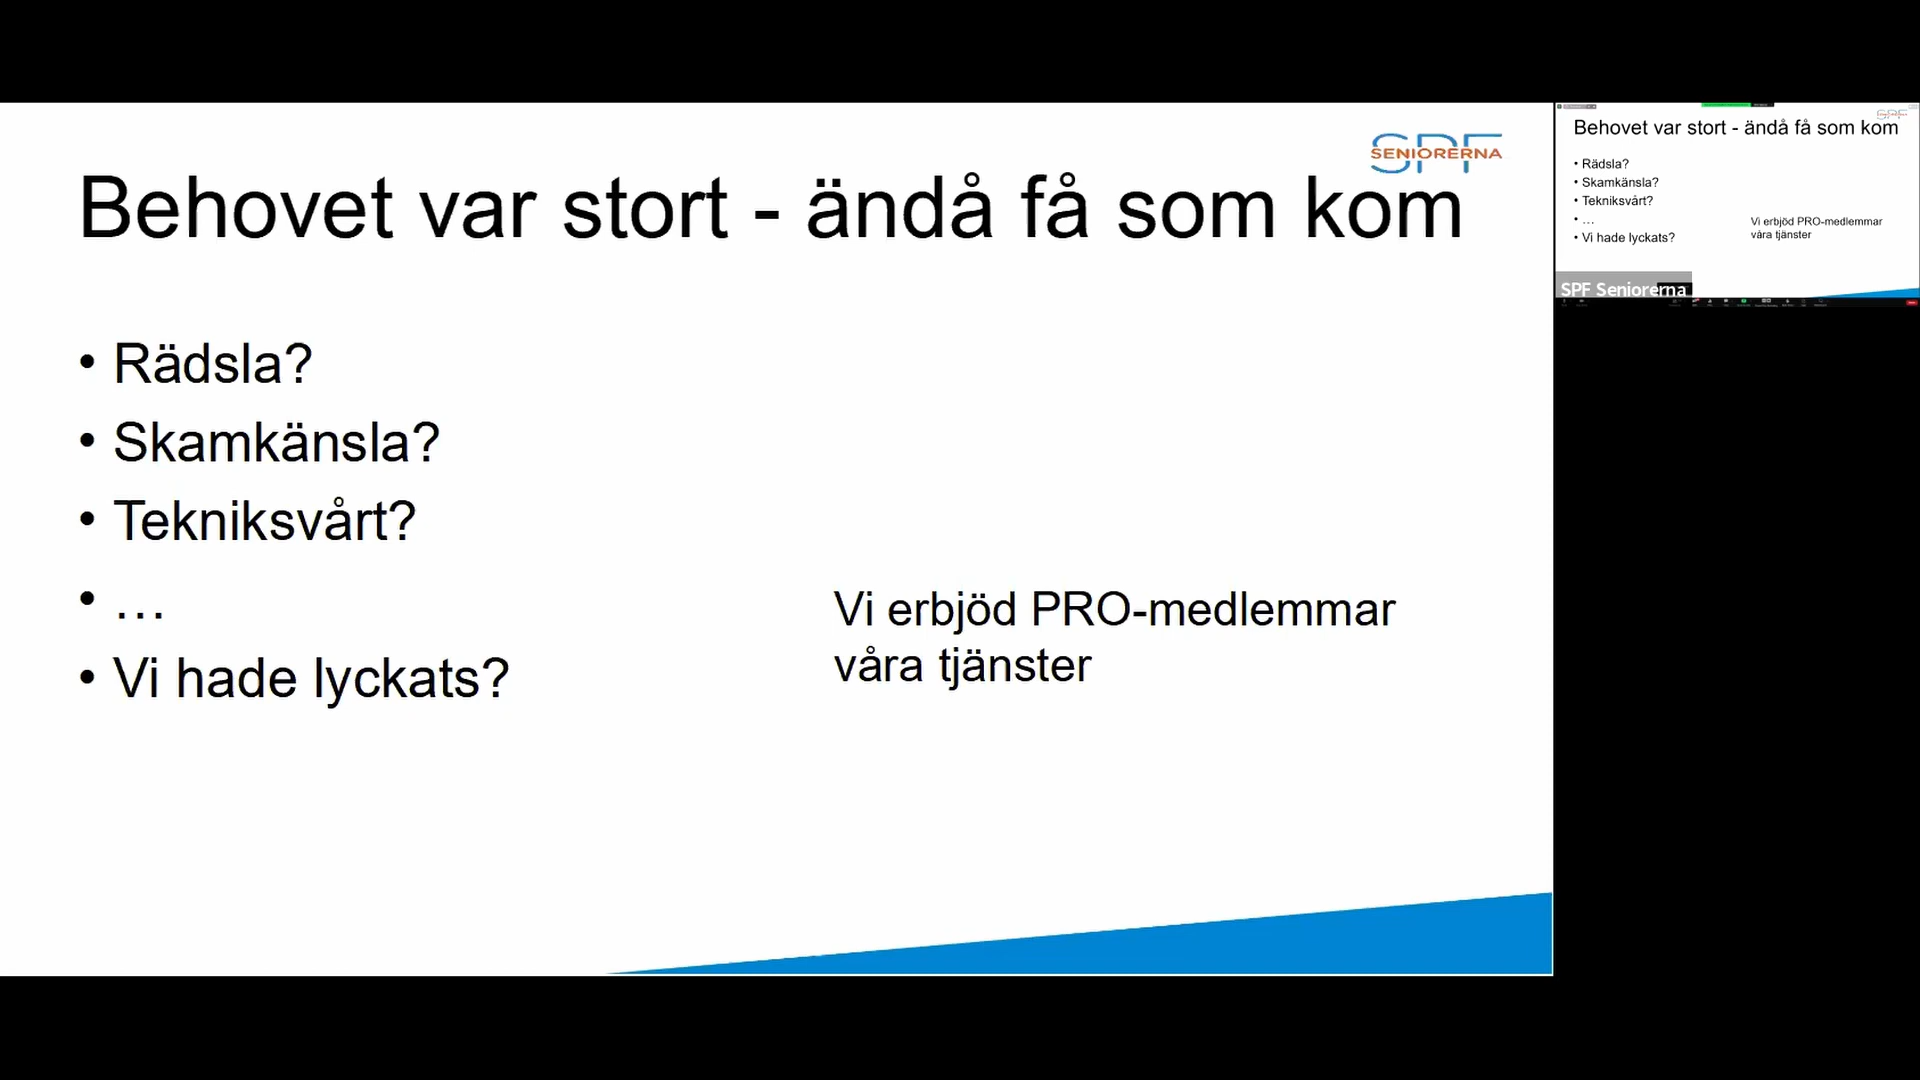 SPF
SENIORERNA
Behovet var stort - ändå få som kom
• Rädsla?
• Skamkänsla?
• Tekniksvårt?
• …
• Vi hade lyckats?
Vi erbjöd PRO-medlemmar
våra tjänster
Behovet var stort - ändå få som kom
• Rädsla?
• Skamkänsla?
• Tekniksvårt?
• …
• Vi hade lyckats?
Vi erbjöd PRO-medlemmar
våra tjänster
SPF Seniorerna